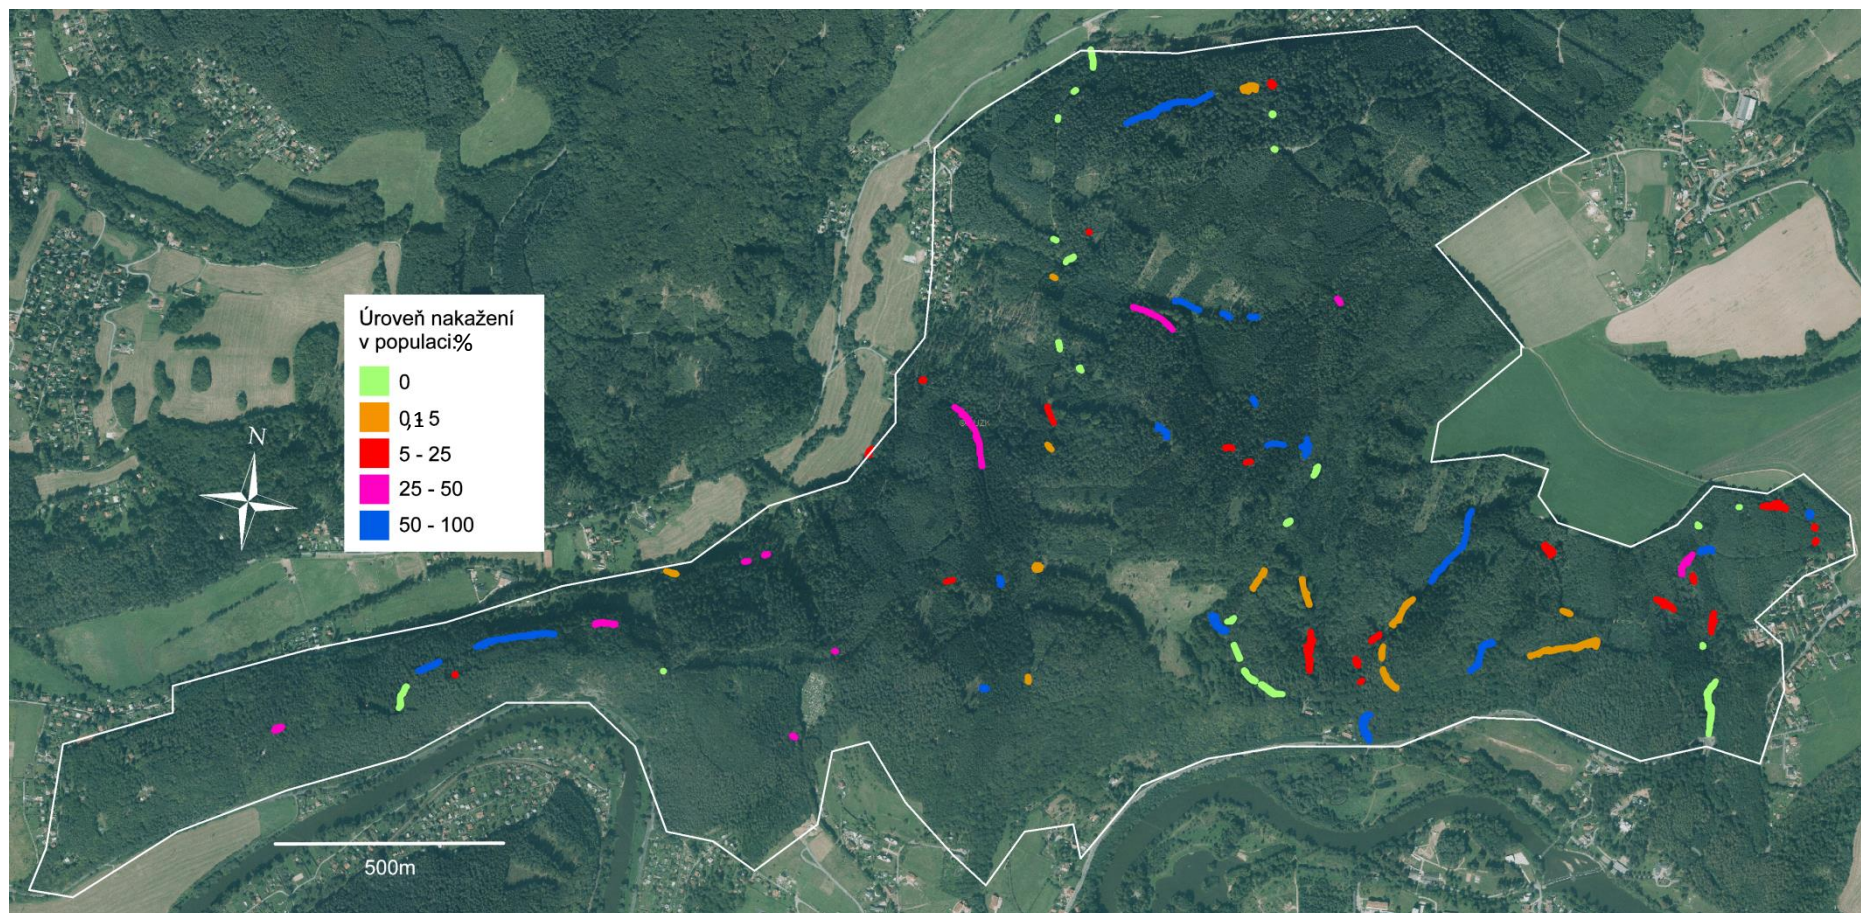 Úroveň nakažení
v populaci:%
0
0,1- 5
5 - 25
25 - 50
50 - 100
N
500m